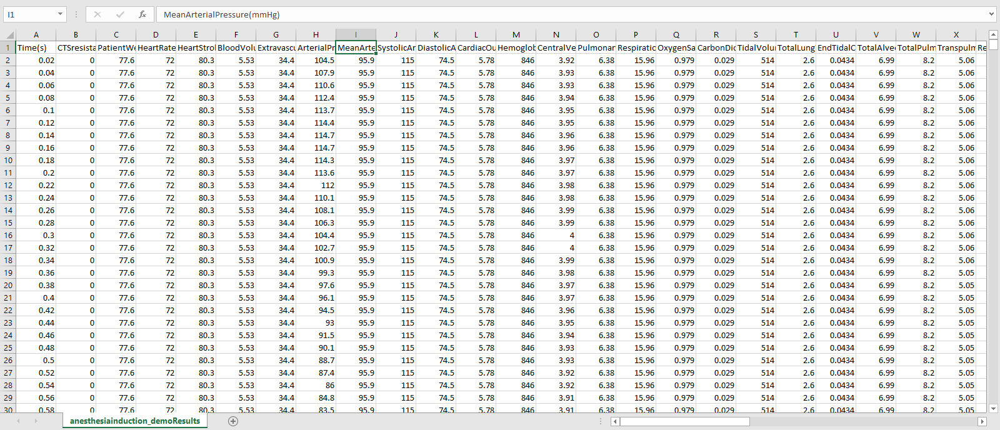 I1 fx MeanArterialPressure(mmHg)
A B C D E F G H I J K L M N O P Q R S T U V W X
1 Time(s) CTSresista PatientWe HeartRate HeartStrol BloodVolu Extravascu ArterialPr MeanArte SystolicAr DiastolicA CardiacOu Hemoglob CentralVe Pulmonar Respiratio OxygenSa CarbonDio TidalVolur TotalLung EndTidalC TotalAlveo TotalPulm Transpulm Re
2 0.02 0 77.6 72 80.3 5.53 34.4 104.5 95.9 115 74.5 5.78 846 3.92 6.38 15.96 0.979 0.029 514 2.6 0.0434 6.99 8.2 5.06
3 0.04 0 77.6 72 80.3 5.53 34.4 107.9 95.9 115 74.5 5.78 846 3.93 6.38 15.96 0.979 0.029 514 2.6 0.0434 6.99 8.2 5.06
4 0.06 0 77.6 72 80.3 5.53 34.4 110.6 95.9 115 74.5 5.78 846 3.93 6.38 15.96 0.979 0.029 514 2.6 0.0434 6.99 8.2 5.06
5 0.08 0 77.6 72 80.3 5.53 34.4 112.4 95.9 115 74.5 5.78 846 3.94 6.38 15.96 0.979 0.029 514 2.6 0.0434 6.99 8.2 5.06
6 0.1 0 77.6 72 80.3 5.53 34.4 113.7 95.9 115 74.5 5.78 846 3.95 6.38 15.96 0.979 0.029 514 2.6 0.0434 6.99 8.2 5.06
7 0.12 0 77.6 72 80.3 5.53 34.4 114.4 95.9 115 74.5 5.78 846 3.95 6.38 15.96 0.979 0.029 514 2.6 0.0434 6.99 8.2 5.06
8 0.14 0 77.6 72 80.3 5.53 34.4 114.7 95.9 115 74.5 5.78 846 3.96 6.38 15.96 0.979 0.029 514 2.6 0.0434 6.99 8.2 5.06
9 0.16 0 77.6 72 80.3 5.53 34.4 114.7 95.9 115 74.5 5.78 846 3.96 6.38 15.96 0.979 0.029 514 2.6 0.0434 6.99 8.2 5.06
10 0.18 0 77.6 72 80.3 5.53 34.4 114.3 95.9 115 74.5 5.78 846 3.97 6.38 15.96 0.979 0.029 514 2.6 0.0434 6.99 8.2 5.06
11 0.2 0 77.6 72 80.3 5.53 34.4 113.6 95.9 115 74.5 5.78 846 3.97 6.38 15.96 0.979 0.029 514 2.6 0.0434 6.99 8.2 5.06
12 0.22 0 77.6 72 80.3 5.53 34.4 112 95.9 115 74.5 5.78 846 3.98 6.38 15.96 0.979 0.029 514 2.6 0.0434 6.99 8.2 5.06
13 0.24 0 77.6 72 80.3 5.53 34.4 110.1 95.9 115 74.5 5.78 846 3.98 6.38 15.96 0.979 0.029 514 2.6 0.0434 6.99 8.2 5.06
14 0.26 0 77.6 72 80.3 5.53 34.4 108.1 95.9 115 74.5 5.78 846 3.99 6.38 15.96 0.979 0.029 514 2.6 0.0434 6.99 8.2 5.06
15 0.28 0 77.6 72 80.3 5.53 34.4 106.3 95.9 115 74.5 5.78 846 3.99 6.38 15.96 0.979 0.029 514 2.6 0.0434 6.99 8.2 5.06
16 0.3 0 77.6 72 80.3 5.53 34.4 104.4 95.9 115 74.5 5.78 846 4 6.38 15.96 0.979 0.029 514 2.6 0.0434 6.99 8.2 5.06
17 0.32 0 77.6 72 80.3 5.53 34.4 102.7 95.9 115 74.5 5.78 846 4 6.38 15.96 0.979 0.029 514 2.6 0.0434 6.99 8.2 5.06
18 0.34 0 77.6 72 80.3 5.53 34.4 100.9 95.9 115 74.5 5.78 846 3.99 6.38 15.96 0.979 0.029 514 2.6 0.0434 6.99 8.2 5.06
19 0.36 0 77.6 72 80.3 5.53 34.4 99.3 95.9 115 74.5 5.78 846 3.98 6.38 15.96 0.979 0.029 514 2.6 0.0434 6.99 8.2 5.05
20 0.38 0 77.6 72 80.3 5.53 34.4 97.6 95.9 115 74.5 5.78 846 3.97 6.38 15.96 0.979 0.029 514 2.6 0.0434 6.99 8.2 5.05
21 0.4 0 77.6 72 80.3 5.53 34.4 96.1 95.9 115 74.5 5.78 846 3.97 6.38 15.96 0.979 0.029 514 2.6 0.0434 6.99 8.2 5.05
22 0.42 0 77.6 72 80.3 5.53 34.4 94.5 95.9 115 74.5 5.78 846 3.96 6.38 15.96 0.979 0.029 514 2.6 0.0434 6.99 8.2 5.05
23 0.44 0 77.6 72 80.3 5.53 34.4 93 95.9 115 74.5 5.78 846 3.95 6.38 15.96 0.979 0.029 514 2.6 0.0434 6.99 8.2 5.05
24 0.46 0 77.6 72 80.3 5.53 34.4 91.5 95.9 115 74.5 5.78 846 3.94 6.38 15.96 0.979 0.029 514 2.6 0.0434 6.99 8.2 5.05
25 0.48 0 77.6 72 80.3 5.53 34.4 90.1 95.9 115 74.5 5.78 846 3.93 6.38 15.96 0.979 0.029 514 2.6 0.0434 6.99 8.2 5.05
26 0.5 0 77.6 72 80.3 5.53 34.4 88.7 95.9 115 74.5 5.78 846 3.93 6.38 15.96 0.979 0.029 514 2.6 0.0434 6.99 8.2 5.05
27 0.52 0 77.6 72 80.3 5.53 34.4 87.4 95.9 115 74.5 5.78 846 3.92 6.38 15.96 0.979 0.029 514 2.6 0.0434 6.99 8.2 5.05
28 0.54 0 77.6 72 80.3 5.53 34.4 86 95.9 115 74.5 5.78 846 3.92 6.38 15.96 0.979 0.029 514 2.6 0.0434 6.99 8.2 5.05
29 0.56 0 77.6 72 80.3 5.53 34.4 84.8 95.9 115 74.5 5.78 846 3.91 6.38 15.96 0.979 0.029 514 2.6 0.0434 6.99 8.2 5.05
30 0.58 0 77.6 72 80.3 5.53 34.4 83.5 95.9 115 74.5 5.78 846 3.91 6.38 15.96 0.979 0.029 514 2.6 0.0434 6.99 8.2 5.05
anesthesiainduction_demoResults